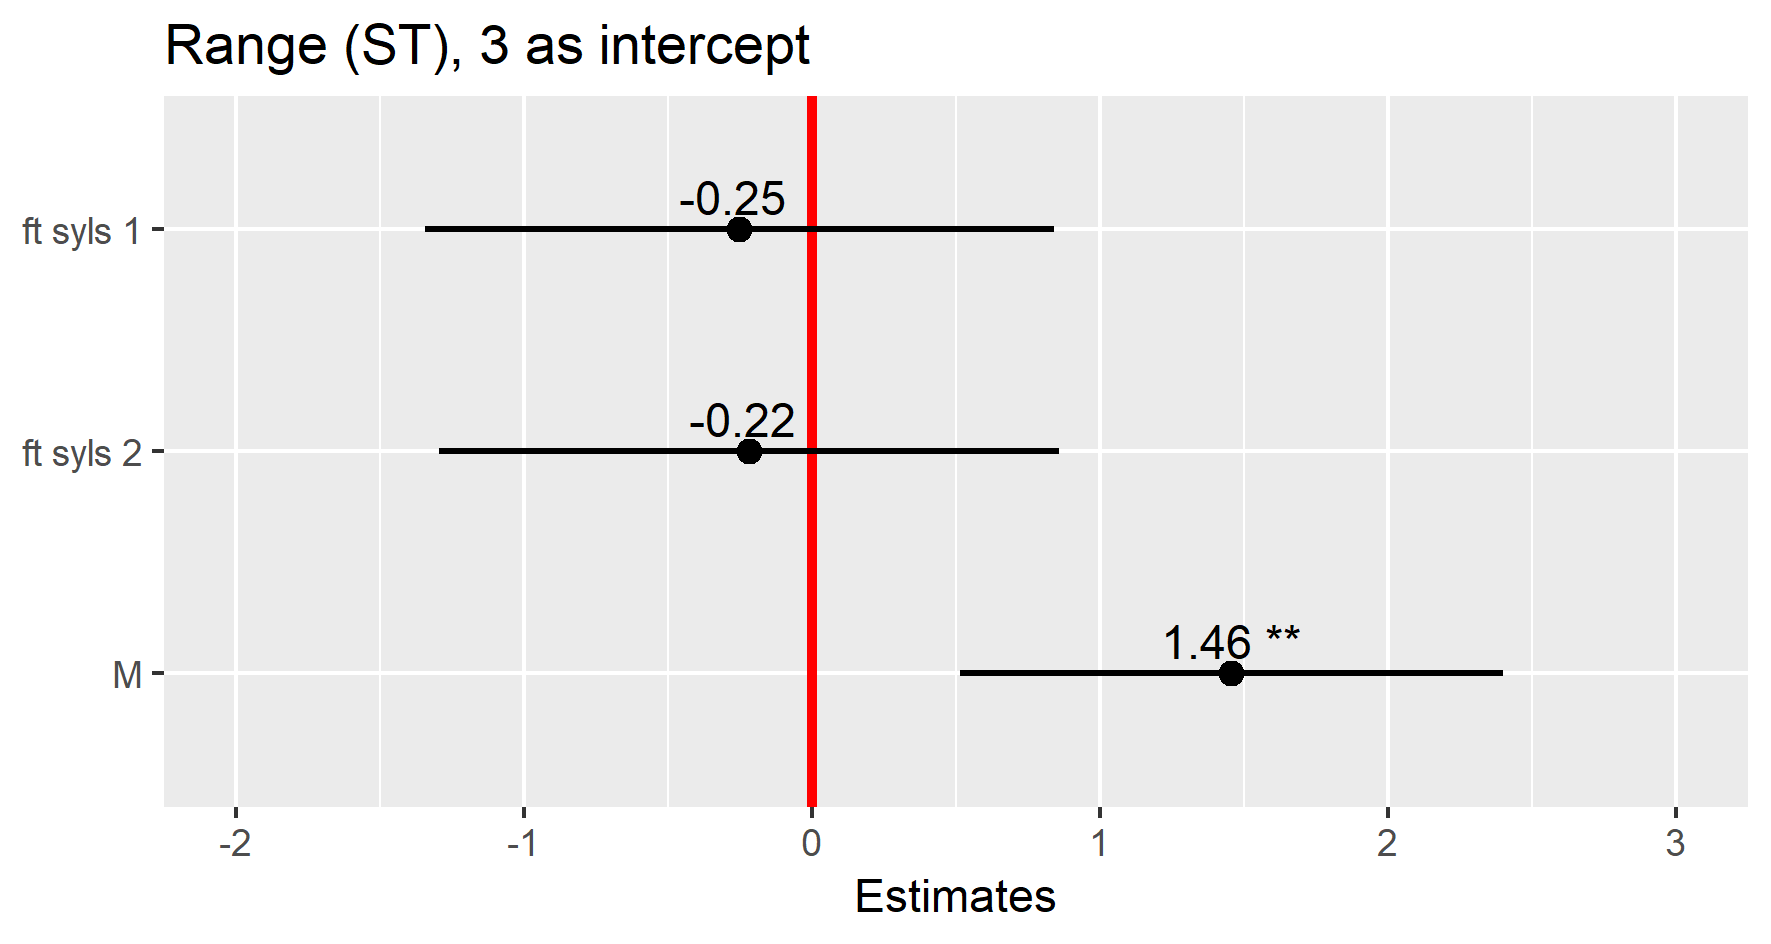 Range (ST), 3 as intercept
-0.25
ft syls 1
-0.22
ft syls 2
1.46 **
M
-2 -1 0 1 2 3
Estimates